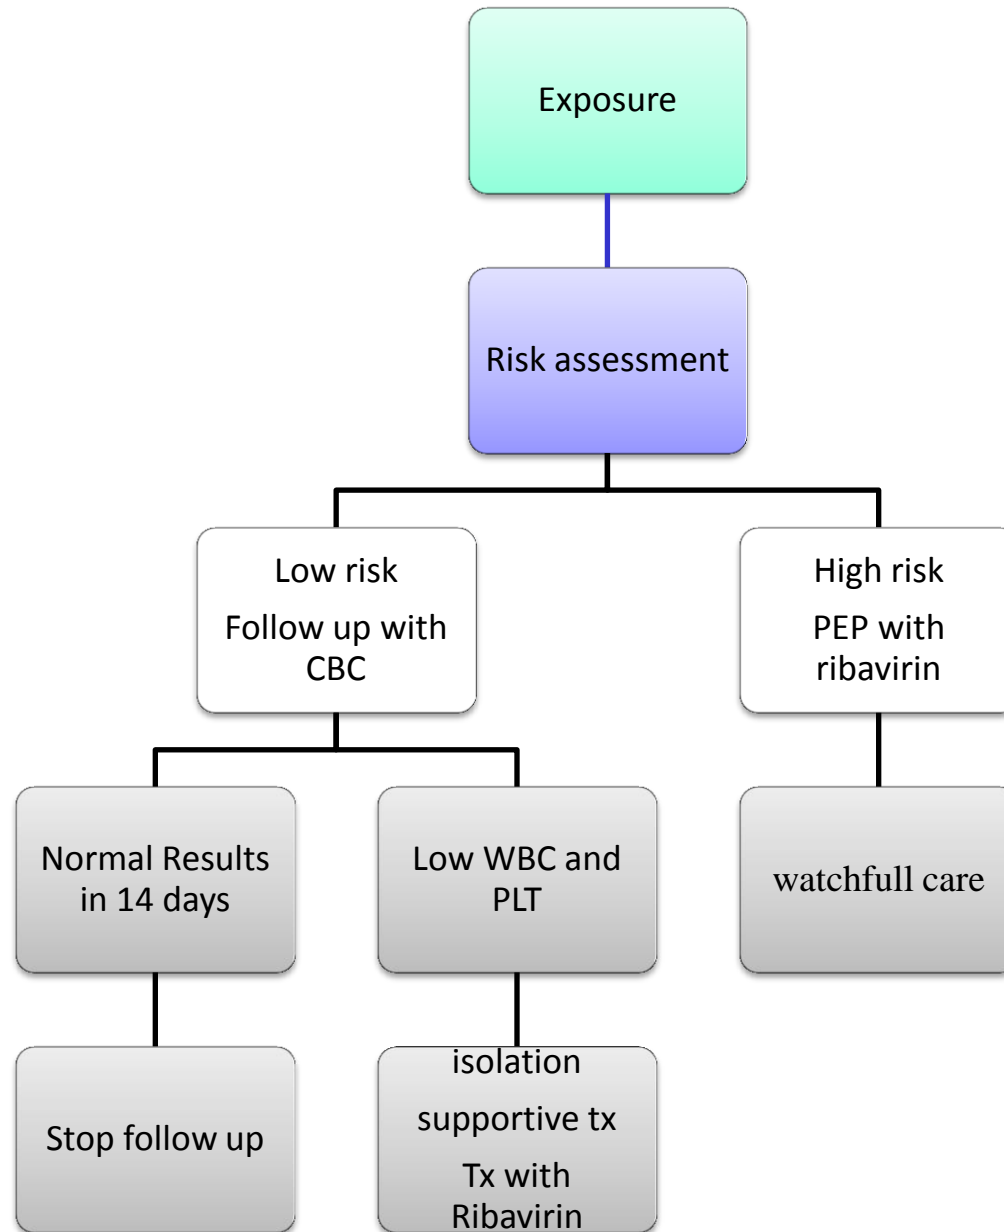 Exposure
Risk assessment
Low risk
Follow up with
CBC
High risk
PEP with
ribavirin
Normal Results
in 14 days
Low WBC and
PLT
watchfull care
Stop follow up
isolation
supportive tx
Tx with
Ribavirin